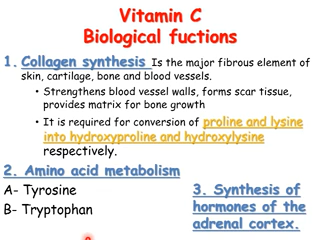 Vitamin C
Biological fuctions
1. Collagen synthesis Is the major fibrous element of
skin, cartilage, bone and blood vessels.
• Strengthens blood vessel walls, forms scar tissue,
provides matrix for bone growth
• It is required for conversion of proline and lysine
into hydroxyproline and hydroxylysine
respectively.
2. Amino acid metabolism
A- Tyrosine
B- Tryptophan
3. Synthesis of
hormones of the
adrenal cortex.